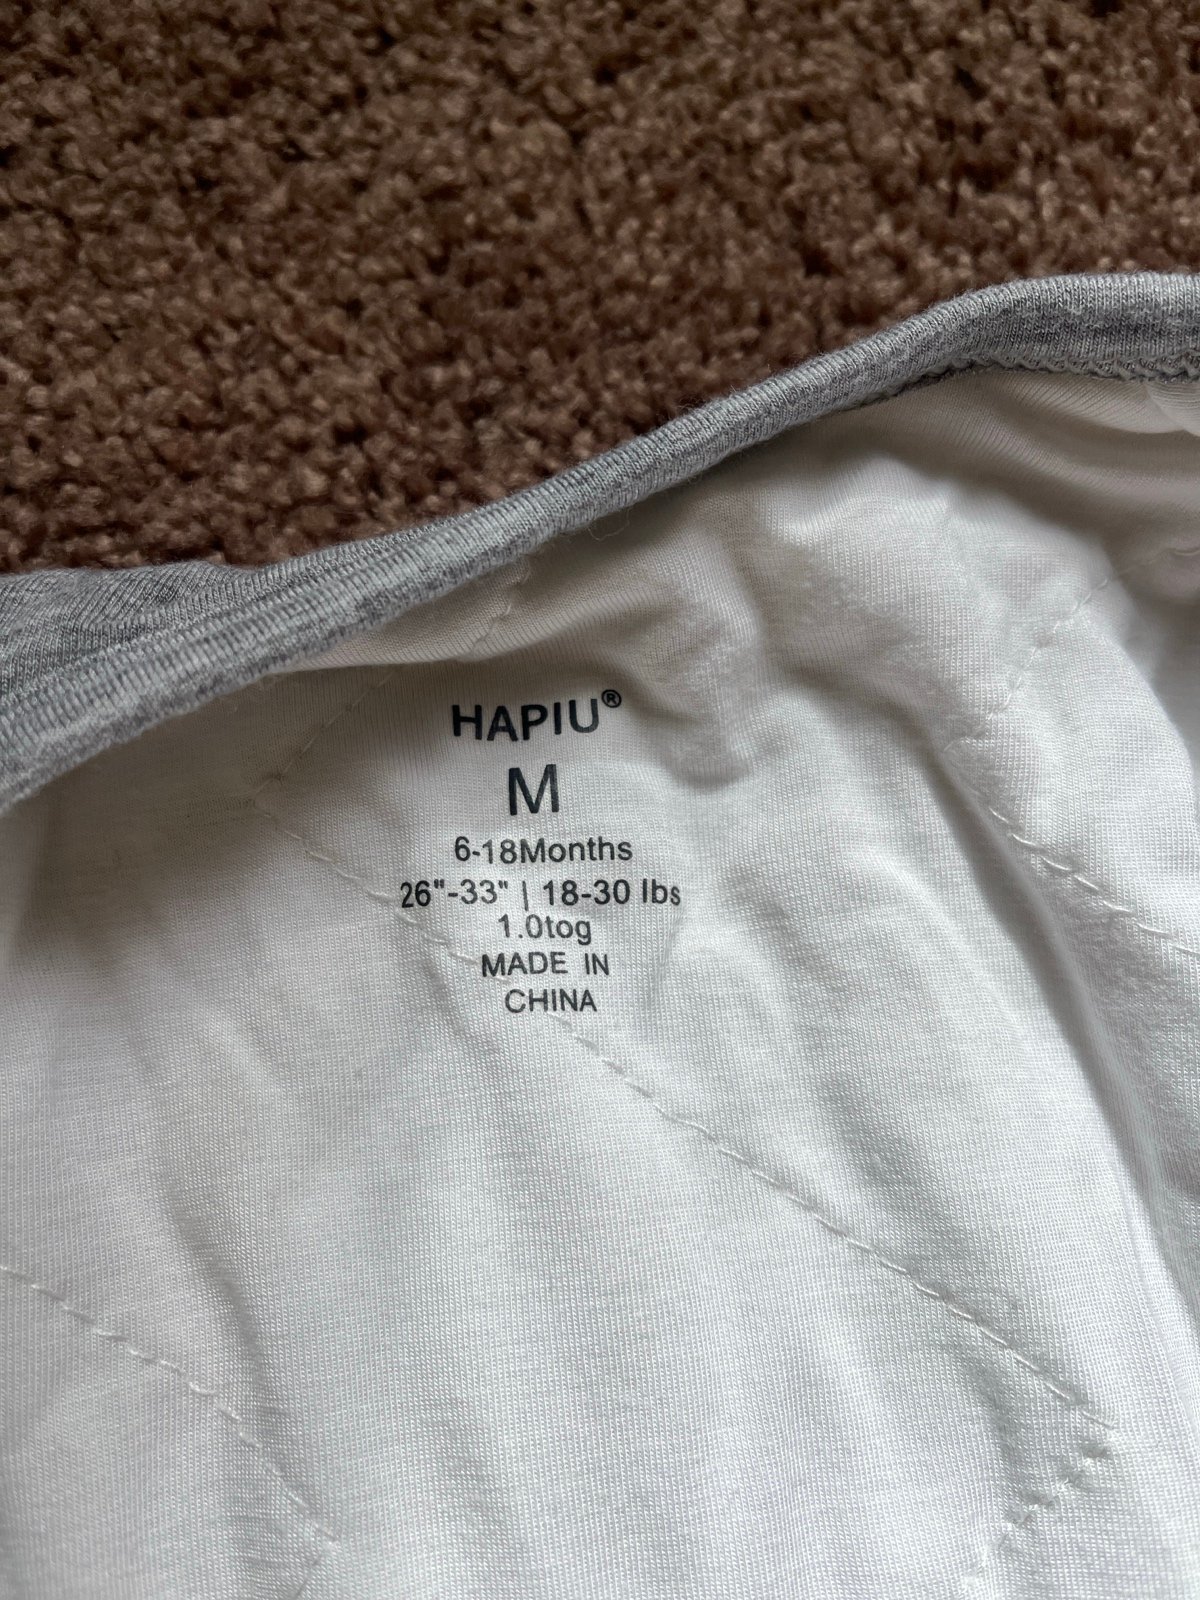 HAPIU®
M
6-18Months
26"-33" | 18-30 lbs
1.0tog
MADE IN
CHINA